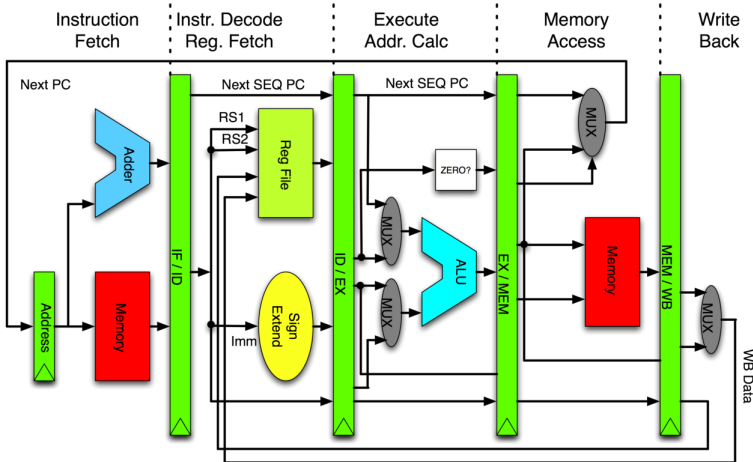 Instruction
Fetch
Instr. Decode
Reg. Fetch
Execute
Addr. Calc
Memory
Access
Write
Back
Next PC
Next SEQ PC
Next SEQ PC
RS1
RS2
Reg File
MUX
Adder
ZERO?
MUX
IF / ID
ID / EX
ALU
EX / MEM
Memory
MEM / WB
Address
Memory
Sign
Extend
Imm
MUX
MUX
WB Data